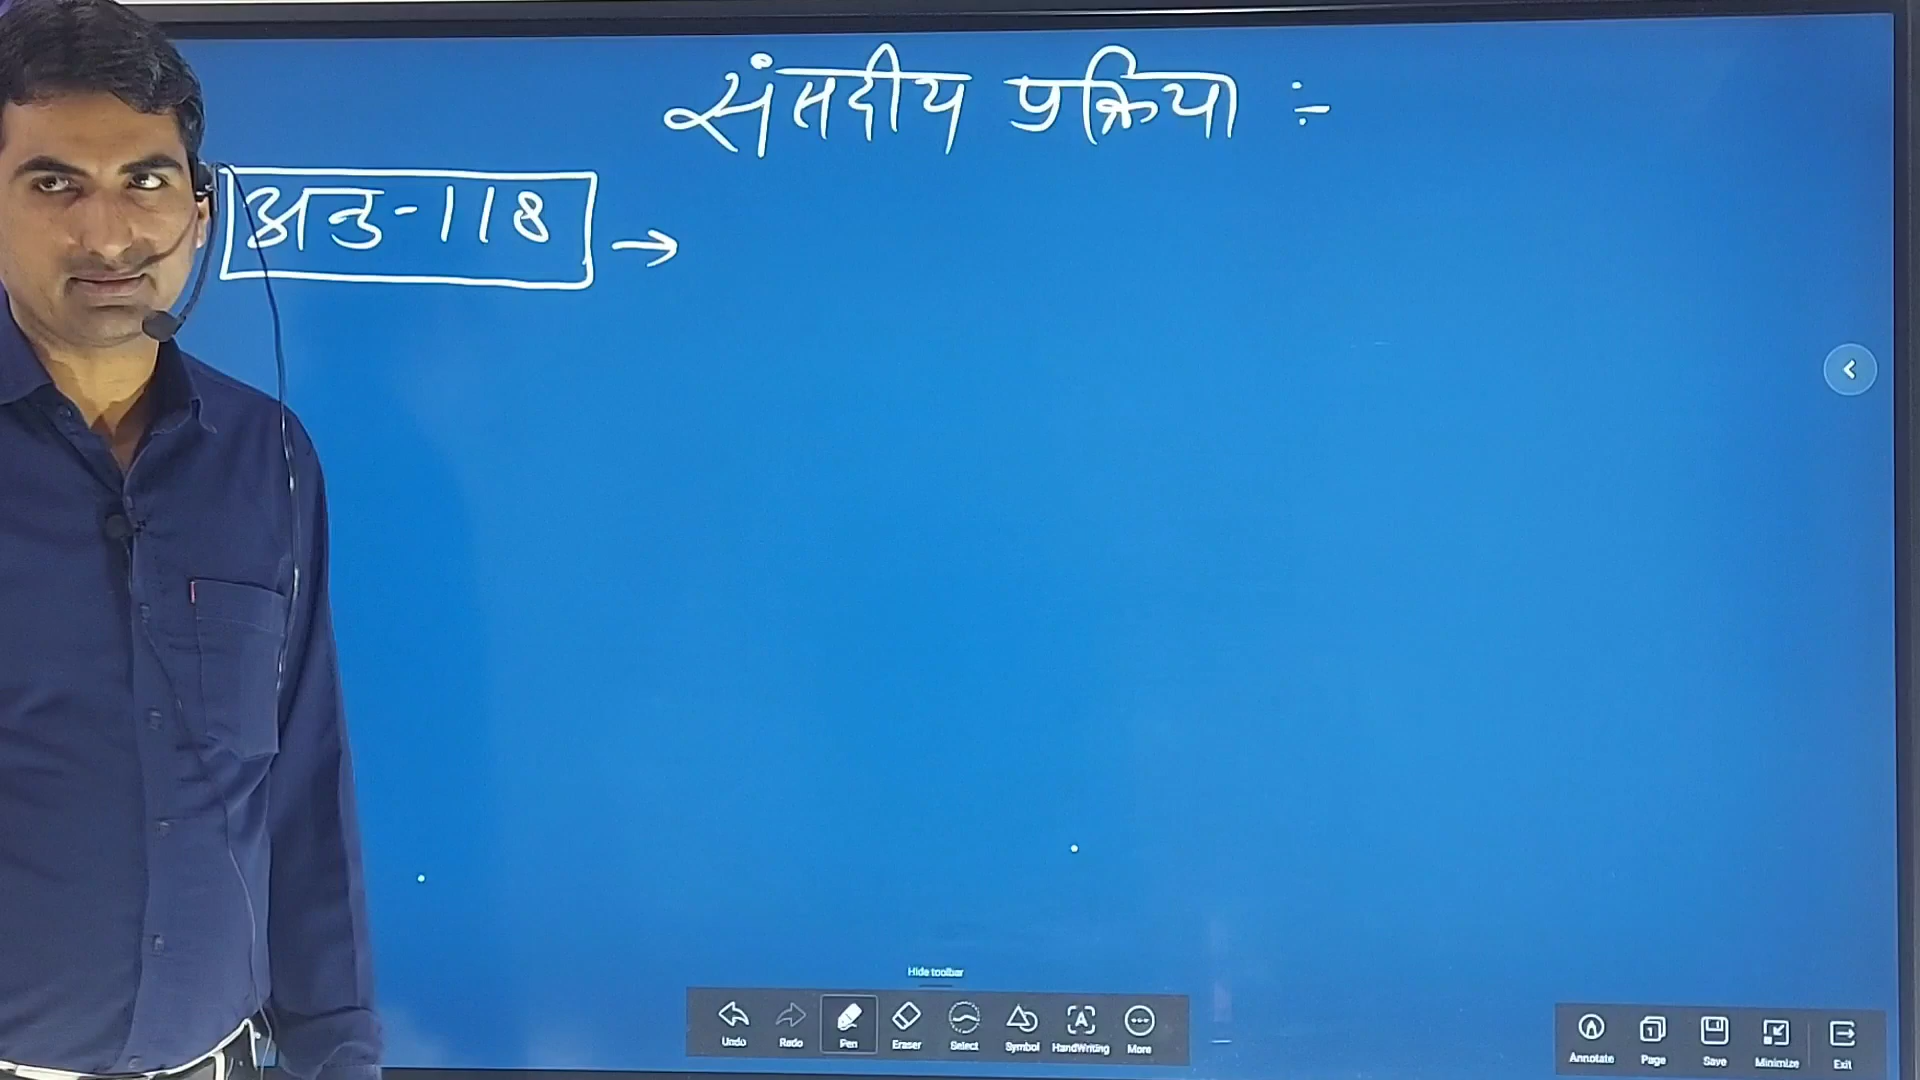 संसदीय प्रक्रिया :-
अनु-118 →
Hide toolbar
Undo Redo Pen Eraser Select Symbol HandWriting More
Annotate Page Save Minimize Exit